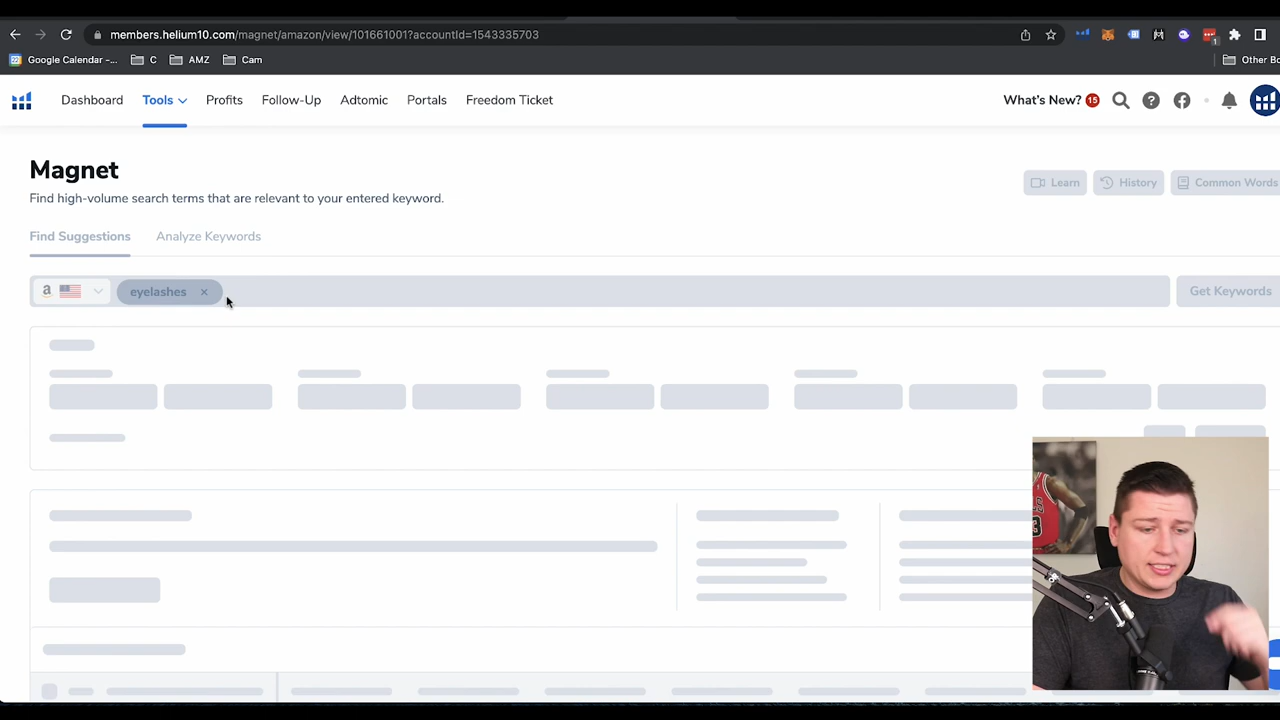 members.helium10.com/magnet/amazon/view/101661001?accountId=1543335703
Google Calendar -... C AMZ Cam Other Bo
Dashboard Tools Profits Follow-Up Adtomic Portals Freedom Ticket What's New? 15
Magnet
Find high-volume search terms that are relevant to your entered keyword.
Learn History Common Words
Find Suggestions Analyze Keywords
a eyelashes × Get Keywords